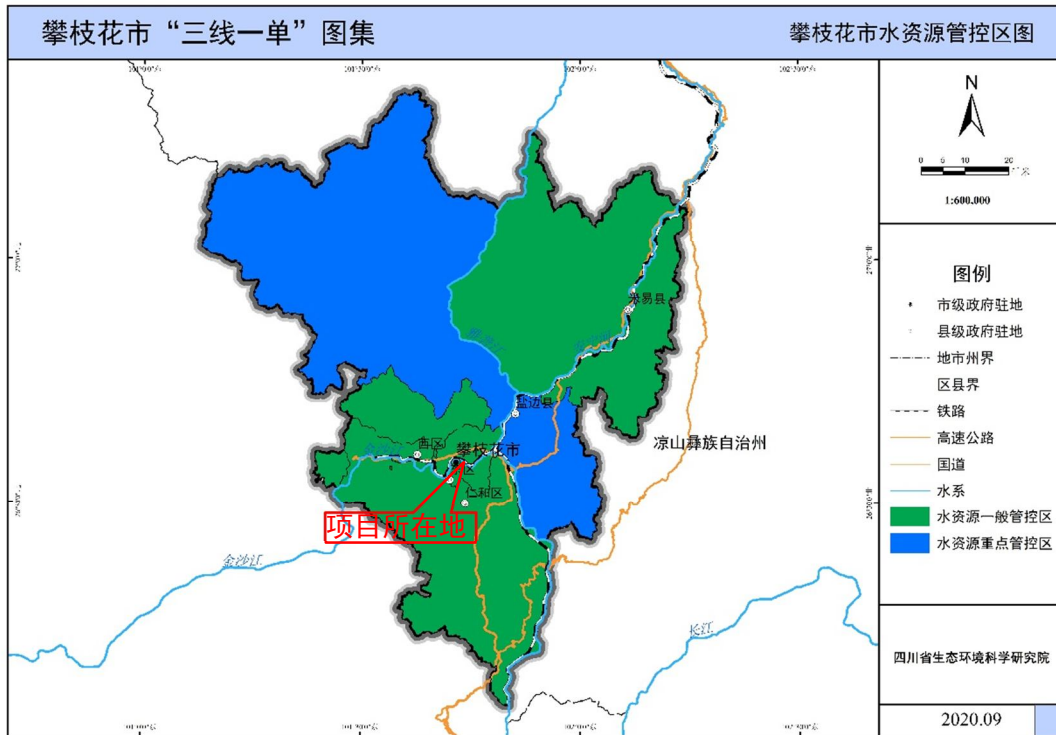 攀枝花市“三线一单”图集
攀枝花市水资源管控区图
N
0 5 10 20
1:600,000
图例
市级政府驻地
县级政府驻地
地市州界
区县界
铁路
高速公路
国道
水系
水资源一般管控区
水资源重点管控区
四川省生态环境科学研究院
2020.09
米易县
盐边县
凉山彝族自治州
西区
攀枝花市
区
仁和区
项目所在地
金沙江
长江